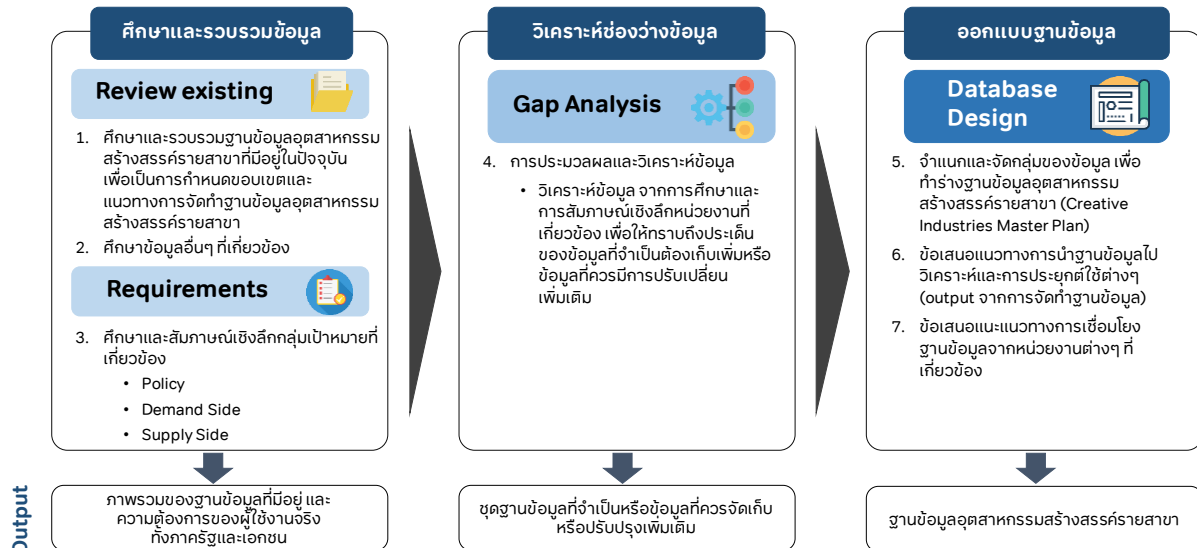 ศึกษาและรวบรวมข้อมูล
Review existing
1. ศึกษาและรวบรวมฐานข้อมูลอุตสาหกรรม
สร้างสรรค์รายสาขาที่มีอยู่ในปัจจุบัน
เพื่อเป็นการกำหนดขอบเขตและ
แนวทางการจัดทำฐานข้อมูลอุตสาหกรรม
สร้างสรรค์รายสาขา
2. ศึกษาข้อมูลอื่นๆ ที่เกี่ยวข้อง
Requirements
3. ศึกษาและสัมภาษณ์เชิงลึกกลุ่มเป้าหมายที่
เกี่ยวข้อง
• Policy
• Demand Side
• Supply Side
วิเคราะห์ช่องว่างข้อมูล
Gap Analysis
4. การประมวลผลและวิเคราะห์ข้อมูล
• วิเคราะห์ข้อมูล จากการศึกษาและ
การสัมภาษณ์เชิงลึกหน่วยงานที่
เกี่ยวข้อง เพื่อให้ทราบถึงประเด็น
ของข้อมูลที่จำเป็นต้องเก็บเพิ่มหรือ
ข้อมูลที่ควรมีการปรับเปลี่ยน
เพิ่มเติม
ออกแบบฐานข้อมูล
Database
Design
5. จำแนกและจัดกลุ่มของข้อมูล เพื่อ
ทำร่างฐานข้อมูลอุตสาหกรรม
สร้างสรรค์รายสาขา (Creative
Industries Master Plan)
6. ข้อเสนอแนวทางการนำฐานข้อมูลไป
วิเคราะห์และการประยุกต์ใช้ต่างๆ
(output จากการจัดทำฐานข้อมูล)
7. ข้อเสนอแนะแนวทางการเชื่อมโยง
ฐานข้อมูลจากหน่วยงานต่างๆ ที่
เกี่ยวข้อง
Output
ภาพรวมของฐานข้อมูลที่มีอยู่ และ
ความต้องการของผู้ใช้งานจริง
ทั้งภาครัฐและเอกชน
ชุดฐานข้อมูลที่จำเป็นหรือข้อมูลที่ควรจัดเก็บ
หรือปรับปรุงเพิ่มเติม
ฐานข้อมูลอุตสาหกรรมสร้างสรรค์รายสาขา